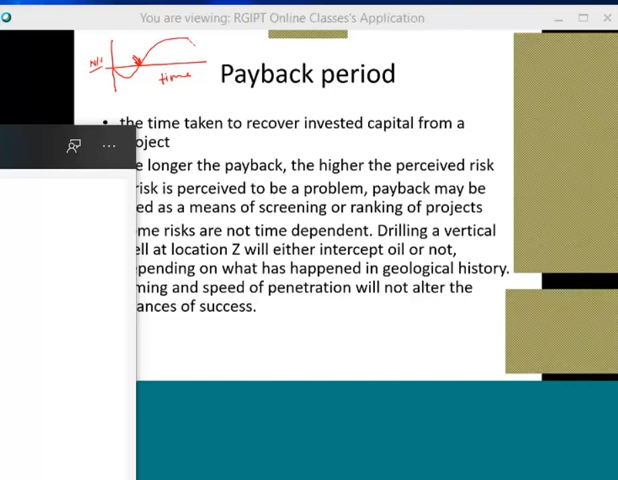 You are viewing: RGIPT Online Classes's Application
time
Payback period
• the time taken to recover invested capital from a
oject
e longer the payback, the higher the perceived risk
risk is perceived to be a problem, payback may be
ed as a means of screening or ranking of projects
me risks are not time dependent. Drilling a vertical
ell at location Z will either intercept oil or not,
epending on what has happened in geological history.
ming and speed of penetration will not alter the
ances of success.